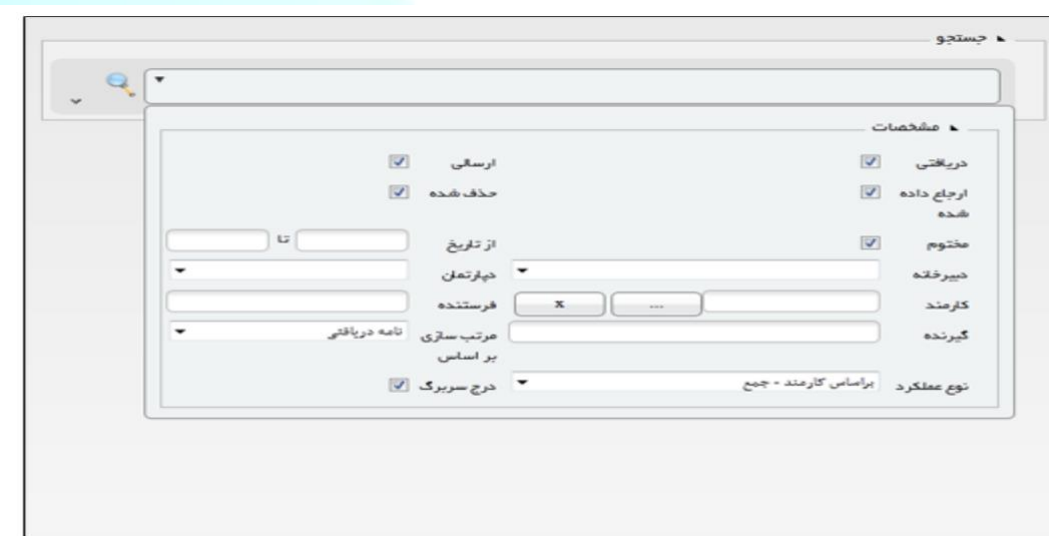 جستجو
مشخصات
دریافتی ارسالی
ارجاع داده شده حذف شده
مختوم از تاریخ تا
دبیرخانه دپارتمان
کارمند ... x فرستنده
گیرنده مرتب سازی بر اساس نامه دریافتی
نوع عملکرد براساس کارمند - جمع درج سربرگ